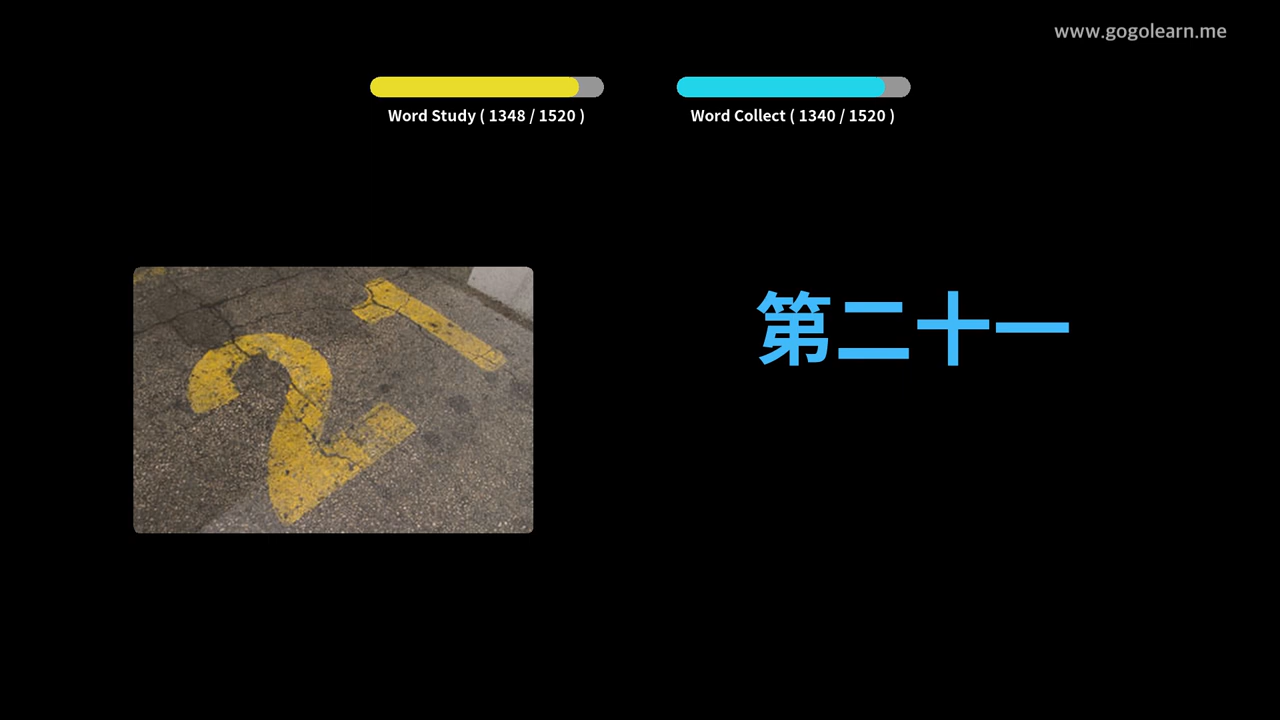 www.gogolearn.me
Word Study ( 1348 / 1520 )
Word Collect ( 1340 / 1520 )
21
第二十一